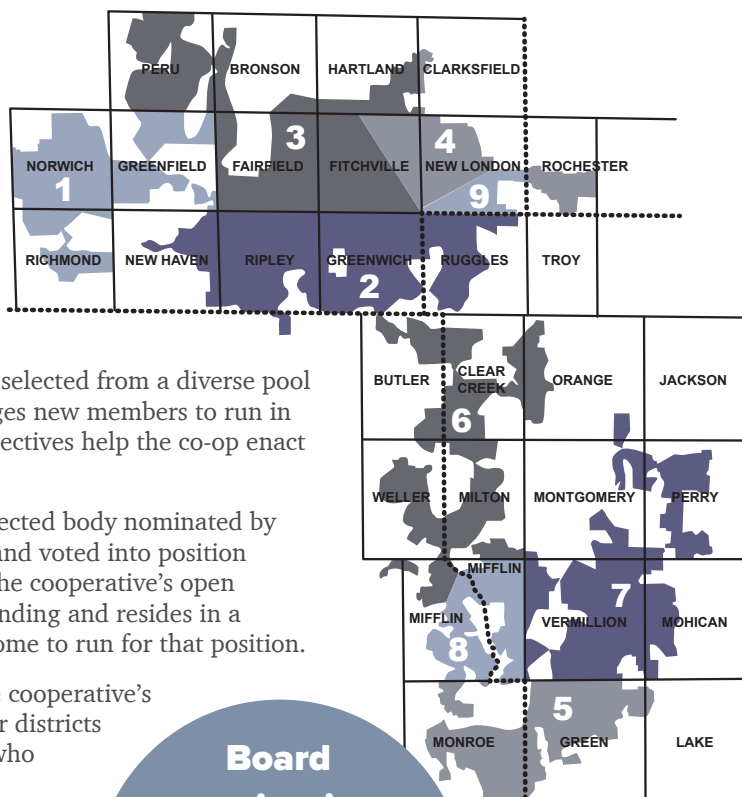 PERU BRONSON HARTLAND CLARKSFIELD
3 4
NORWICH GREENFIELD FAIRFIELD FITCHVILLE NEW LONDON ROCHESTER
1 9
RICHMOND NEW HAVEN RIPLEY GREENWICH RUGGLES TROY
2
BUTLER CLEAR CREEK ORANGE JACKSON
6
WELLER MILTON MONTGOMERY PERRY
MIFFLIN
7
MIFFLIN VERMILLION MOHICAN
8
5
MONROE GREEN LAKE
selected from a diverse pool
ges new members to run in
ectives help the co-op enact
ected body nominated by
and voted into position
he cooperative's open
nding and resides in a
ome to run for that position.
e cooperative's
r districts
who
Board